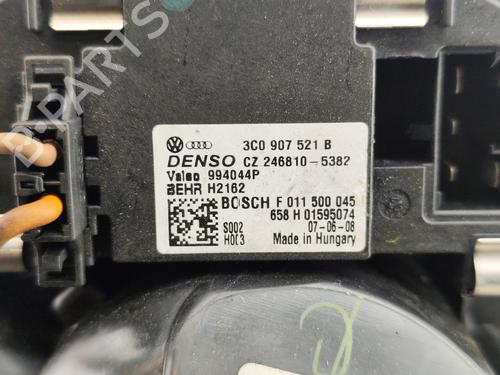 3C0 907 521 B
DENSO CZ 246810-5382
Valeo 994044P
BEHR H2162
BOSCH F 011 500 045
658 H 01595074
S002 07-06-08
H003 Made in Hungary
B-PARTS